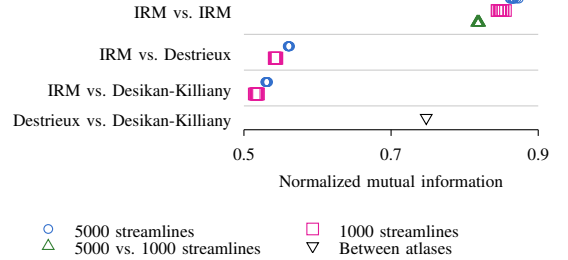 IRM vs. IRM
IRM vs. Destrieux
IRM vs. Desikan-Killiany
Destrieux vs. Desikan-Killiany
0.5 0.7 0.9
Normalized mutual information
5000 streamlines 1000 streamlines
5000 vs. 1000 streamlines Between atlases